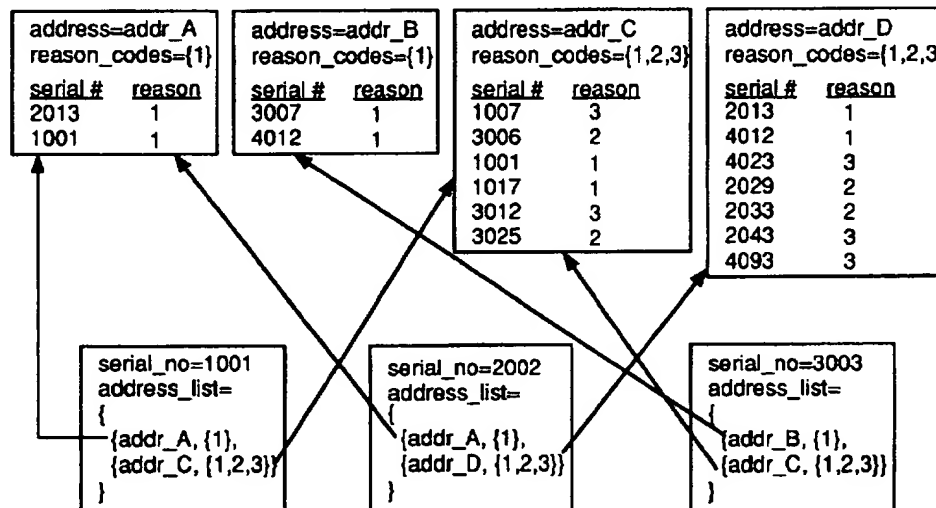 address=addr_A
reason_codes={1}
serial # reason
2013 1
1001 1
address=addr_B
reason_codes={1}
serial # reason
3007 1
4012 1
address=addr_C
reason_codes={1,2,3}
serial # reason
1007 3
3006 2
1001 1
1017 1
3012 3
3025 2
address=addr_D
reason_codes={1,2,3}
serial # reason
2013 1
4012 1
4023 3
2029 2
2033 2
2043 3
4093 3
serial_no=1001
address_list=
{
{addr_A, {1},
{addr_C, {1,2,3}}
}
serial_no=2002
address_list=
{
{addr_A, {1},
{addr_D, {1,2,3}}
}
serial_no=3003
address_list=
{
{addr_B, {1},
{addr_C, {1,2,3}}
}